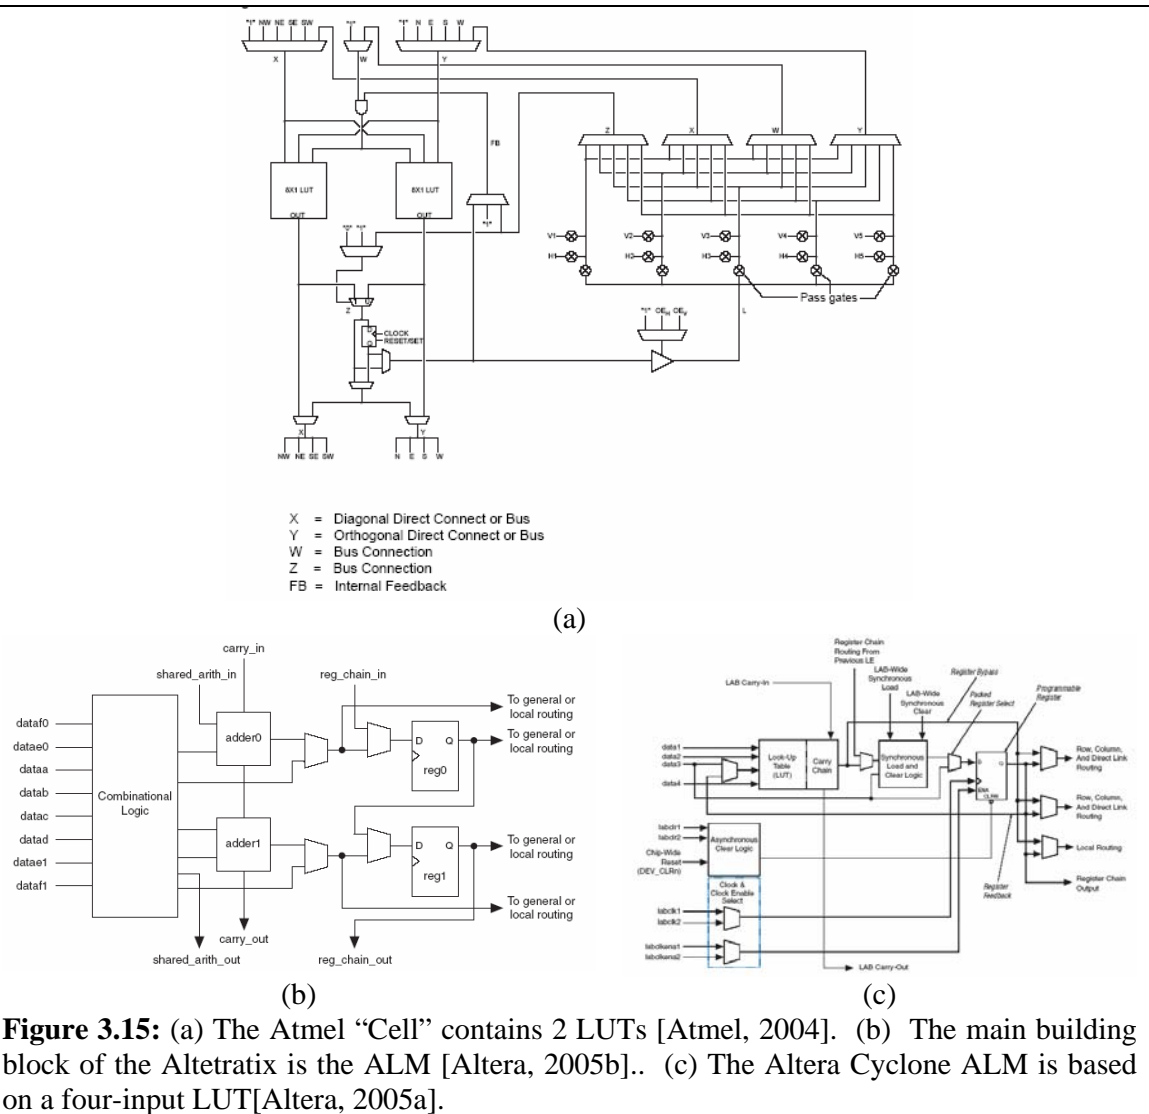 "1" NW NE SE SW "1" "1" N E S W
X W Y
Z X W Y
FB
8X1 LUT 8X1 LUT
OUT OUT
"1"
"0" "1"
V1 V2 V3 V4 V5
H1 H2 H3 H4 H5
Pass gates
"1" OEH OEV L
Z
1 0
D
CLOCK
RESET/SET
Q
X Y
NW NE SE SW N E S W
X = Diagonal Direct Connect or Bus
Y = Orthogonal Direct Connect or Bus
W = Bus Connection
Z = Bus Connection
FB = Internal Feedback
(a)
carry_in
shared_arith_in
reg_chain_in
To general or
local routing
To general or
local routing
dataf0
datae0
dataa
datab
datac
datad
datae1
dataf1
Combinational
Logic
adder0
D Q
reg0
adder1
D Q
reg1
To general or
local routing
To general or
local routing
carry_out
shared_arith_out
reg_chain_out
(b)
Register Chain
Routing From
Previous LE
LAB-Wide
Synchronous
Load
LAB-Wide
Synchronous
Clear
Register Bypass
Packed
Register Select
Programmable
Register
LAB Carry-In
data1
data2
data3
data4
Look-Up
Table
(LUT)
Carry
Chain
Synchronous
Load and
Clear Logic
D Q
ENA
CLRN
Row, Column,
And Direct Link
Routing
Row, Column,
And Direct Link
Routing
Local Routing
Register Chain
Output
Register
Feedback
labclr1
labclr2
Chip-Wide
Reset
(DEV_CLRn)
Asynchronous
Clear Logic
Clock &
Clock Enable
Select
labclk1
labclk2
labclkena1
labclkena2
LAB Carry-Out
(c)
Figure 3.15: (a) The Atmel “Cell” contains 2 LUTs [Atmel, 2004]. (b) The main building
block of the Altetratix is the ALM [Altera, 2005b].. (c) The Altera Cyclone ALM is based
on a four-input LUT[Altera, 2005a].